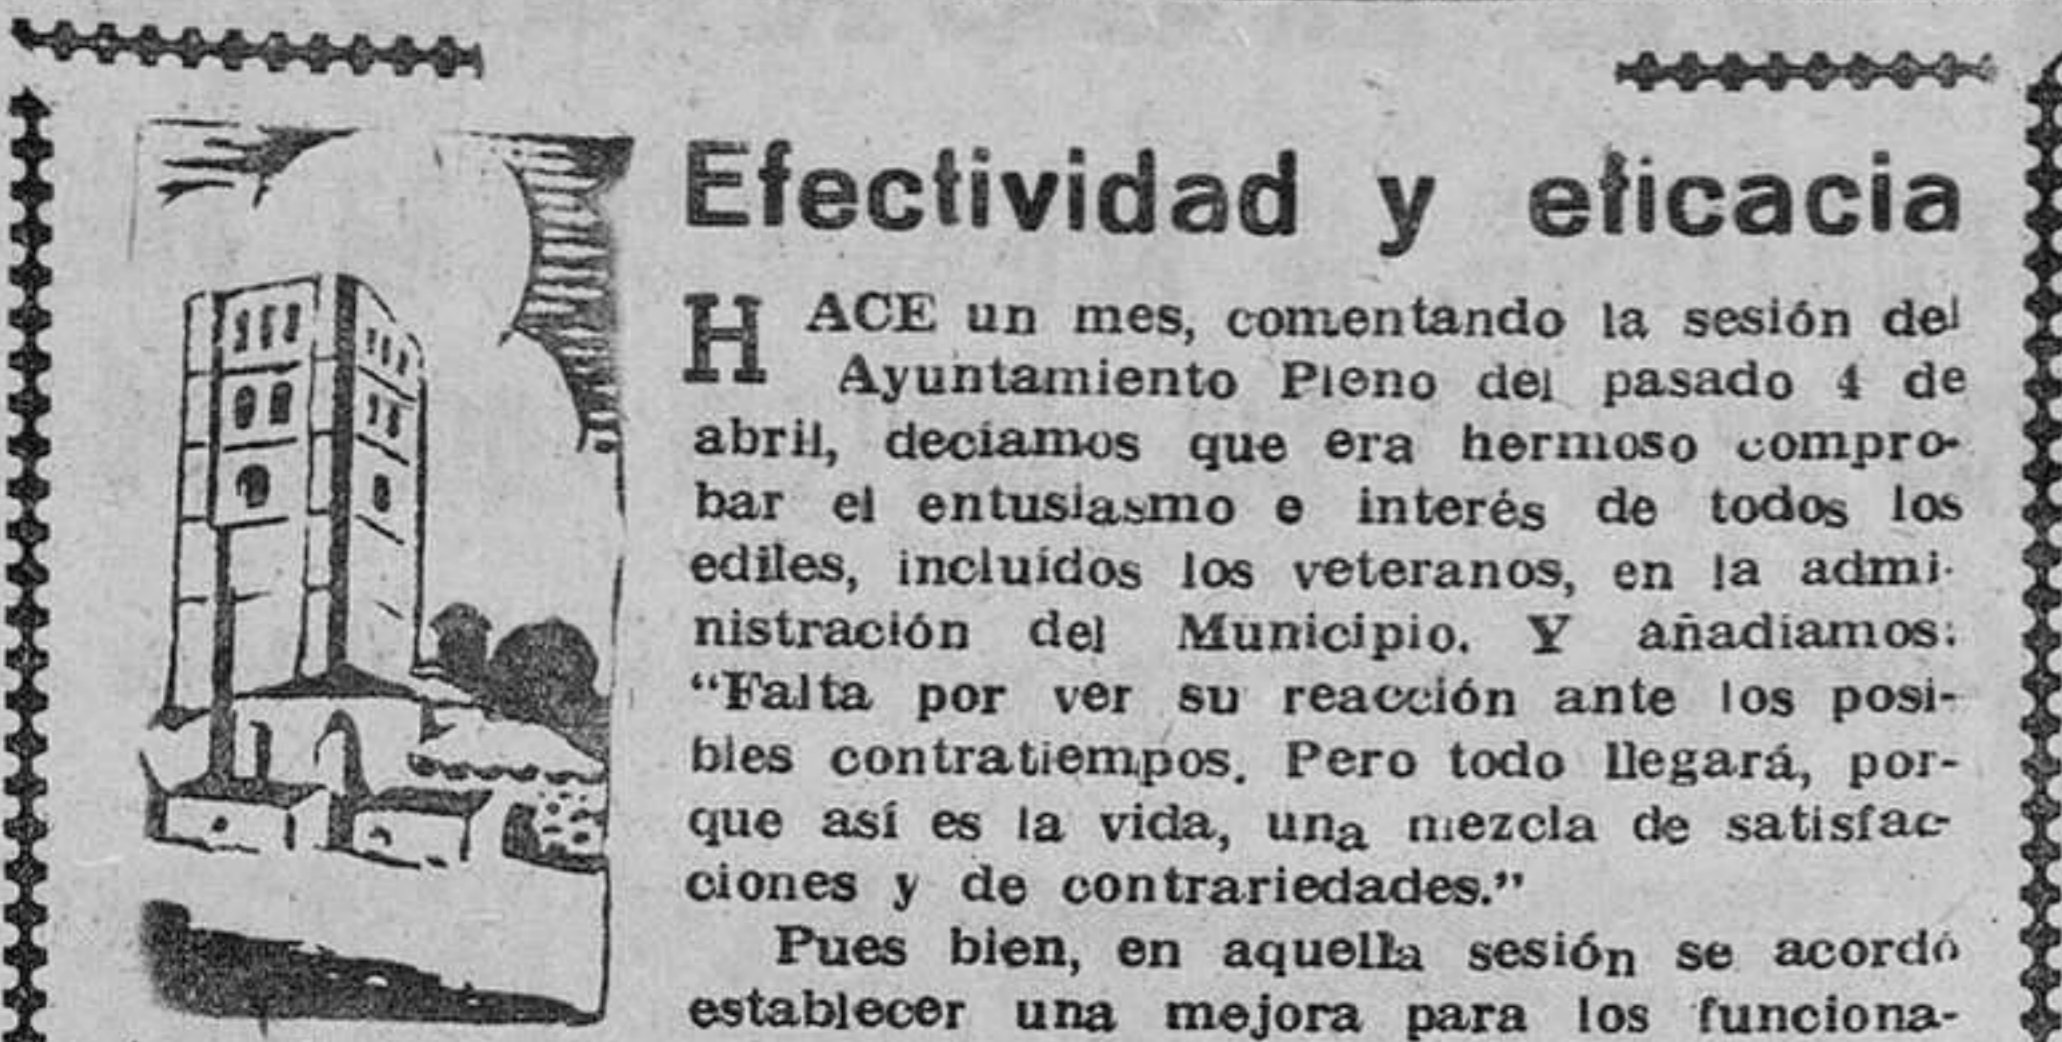 Efectividad y eficacia
HACE un mes, comentando la sesión del
Ayuntamiento Pleno del pasado 4 de
abril, decíamos que era hermoso compro-
bar el entusiasmo e interés de todos los
ediles, incluídos los veteranos, en la admi-
nistración del Municipio. Y añadíamos:
“Falta por ver su reacción ante los posi-
bles contratiempos. Pero todo llegará, por-
que así es la vida, una mezcla de satisfac-
ciones y de contrariedades.”
Pues bien, en aquella sesión se acordó
establecer una mejora para los funciona-